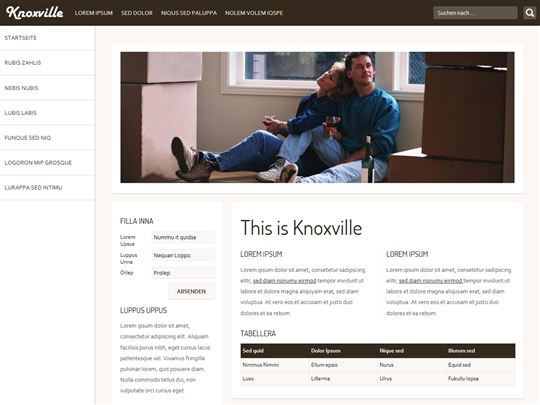 Knoxville LOREM IPSUM SED DOLOR NIQUS SED PALUPPA NOLEM VOLEM IQSPE Suchen nach ...
STARTSEITE
RUBIS ZAHLIS
NEBIS NUBIS
LUBIS LABIS
FUNQUE SED NIQ
LOGORON MIP GROSQUE
LURAPPA SED INTIMU
FILLA INNA
Lorem Upsus Nummu it quidse
Luppus Unna Nequan Loppo
Orlep Prolep
ABSENDEN
LUPPUS UPPUS
Lorem ipsum dolor sit amet,
consectetur adipiscing elit. Aliquam
facilisis purus nibh, eget cursus lacus
pellentesque vel. Vivamus fringilla
pulvinar lorem, quis posuere diam.
Nulla commodo tellus dui, non
vulputate orci cursus eget.
This is Knoxville
LOREM IPSUM
Lorem ipsum dolor sit amet, consetetur sadipscing
elitr, sed diam nonumy eirmod tempor invidunt ut
labore et dolore magna aliquyam erat, sed diam
voluptua. At vero eos et accusam et justo duo
dolores et ea rebum.
LOREM IPSUM
Lorem ipsum dolor sit amet, consetetur sadipscing
elitr, sed diam nonumy eirmod tempor invidunt ut
labore et dolore magna aliquyam erat, sed diam
voluptua. At vero eos et accusam et justo duo
dolores et ea rebum.
TABELLERA
Sed quid Dolor Ipsum Nique sed Illorum sed
Nimmus Nimmi Ellum epsio Nurus Equid sed
Luso Lillerma Ulrus Fukullu lopsa